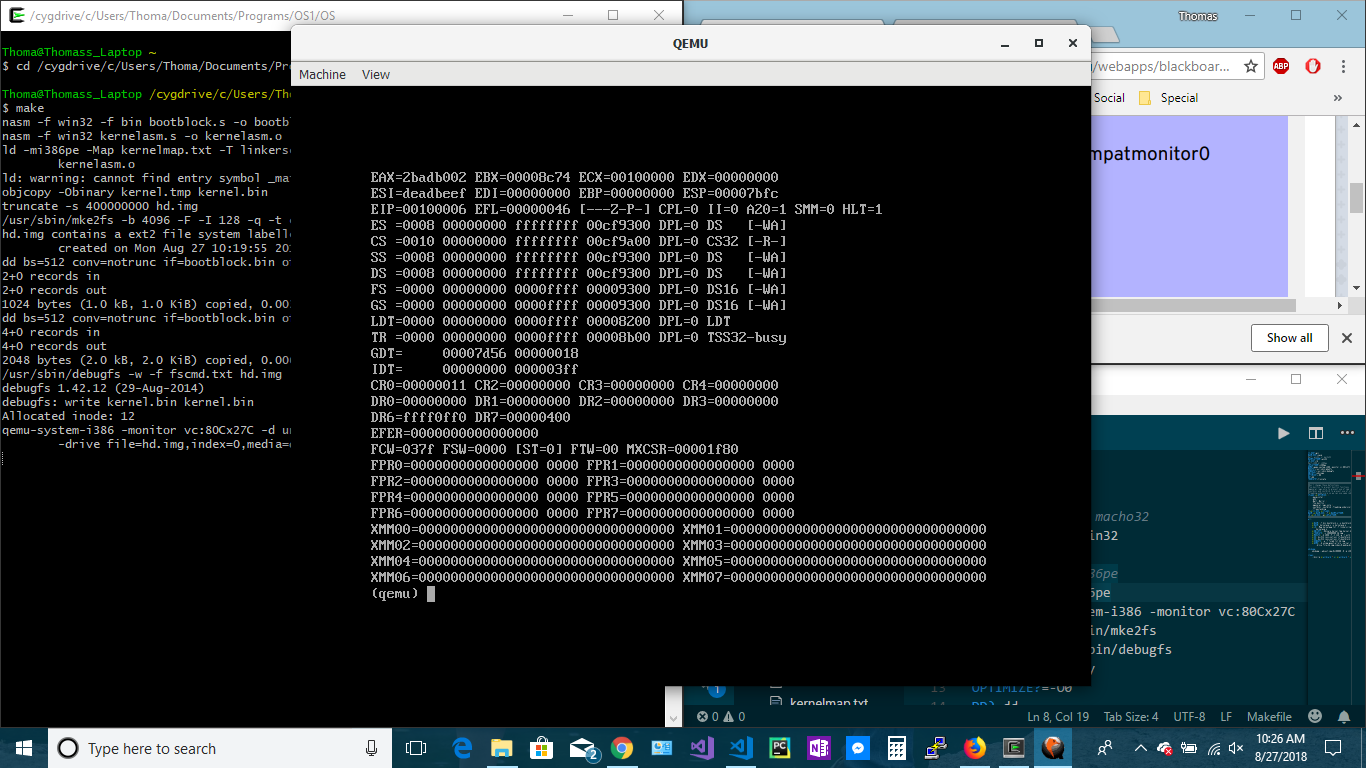 /cygdrive/c/Users/Thoma/Documents/Programs/OS1/OS
Thoma@Thomass_Laptop ~
$ cd /cygdrive/c/Users/Thoma/Documents/Pr
Thoma@Thomass_Laptop /cygdrive/c/Users/Th
$ make
nasm -f win32 -f bin bootblock.s -o bootb
nasm -f win32 kernelasm.s -o kernelasm.o
ld -mi386pe -Map kernelmap.txt -T linkers
kernelasm.o
ld: warning: cannot find entry symbol _ma
objcopy -Obinary kernel.tmp kernel.bin
truncate -s 400000000 hd.img
/usr/sbin/mke2fs -b 4096 -F -I 128 -q -t
hd.img contains a ext2 file system labell
created on Mon Aug 27 10:19:55 20
dd bs=512 conv=notrunc if=bootblock.bin o
2+0 records in
2+0 records out
1024 bytes (1.0 kB, 1.0 KiB) copied, 0.00
dd bs=512 conv=notrunc if=bootblock.bin o
4+0 records in
4+0 records out
2048 bytes (2.0 kB, 2.0 KiB) copied, 0.00
/usr/sbin/debugfs -w -f fscmd.txt hd.img
debugfs 1.42.12 (29-Aug-2014)
debugfs: write kernel.bin kernel.bin
Allocated inode: 12
qemu-system-i386 -monitor vc:80Cx27C -d u
-drive file=hd.img,index=0,media=
QEMU
Machine View
EAX=2badb002 EBX=00008c74 ECX=00100000 EDX=00000000
ESI=deadbeef EDI=00000000 EBP=00000000 ESP=00007bfc
EIP=00100006 EFL=00000046 [---Z-P-] CPL=0 II=0 A20=1 SMM=0 HLT=1
ES =0008 00000000 ffffffff 00cf9300 DPL=0 DS [-WA]
CS =0010 00000000 ffffffff 00cf9a00 DPL=0 CS32 [-R-]
SS =0008 00000000 ffffffff 00cf9300 DPL=0 DS [-WA]
DS =0008 00000000 ffffffff 00cf9300 DPL=0 DS [-WA]
FS =0000 00000000 0000ffff 00009300 DPL=0 DS16 [-WA]
GS =0000 00000000 0000ffff 00009300 DPL=0 DS16 [-WA]
LDT=0000 00000000 0000ffff 00008200 DPL=0 LDT
TR =0000 00000000 0000ffff 00008b00 DPL=0 TSS32-busy
GDT= 00007d56 00000018
IDT= 00000000 000003ff
CR0=00000011 CR2=00000000 CR3=00000000 CR4=00000000
DR0=00000000 DR1=00000000 DR2=00000000 DR3=00000000
DR6=ffff0ff0 DR7=00000400
EFER=0000000000000000
FCW=037f FSW=0000 [ST=0] FTW=00 MXCSR=00001f80
FPR0=0000000000000000 0000 FPR1=0000000000000000 0000
FPR2=0000000000000000 0000 FPR3=0000000000000000 0000
FPR4=0000000000000000 0000 FPR5=0000000000000000 0000
FPR6=0000000000000000 0000 FPR7=0000000000000000 0000
XMM00=00000000000000000000000000000000 XMM01=00000000000000000000000000000000
XMM02=00000000000000000000000000000000 XMM03=00000000000000000000000000000000
XMM04=00000000000000000000000000000000 XMM05=00000000000000000000000000000000
XMM06=00000000000000000000000000000000 XMM07=00000000000000000000000000000000
(qemu)
Thomas
/webapps/blackboar...
ABP
Social Special »
mpatmonitor0
Show all
macho32
in32
36pe
6pe
em-i386 -monitor vc:80Cx27C
in/mke2fs
bin/debugfs
1
kernelmap.txt
13 OPTIMIZE?=-O0
14 DD?=dd
0 0
Ln 8, Col 19 Tab Size: 4 UTF-8 LF Makefile
Type here to search
2
PC
N
10:26 AM
8/27/2018